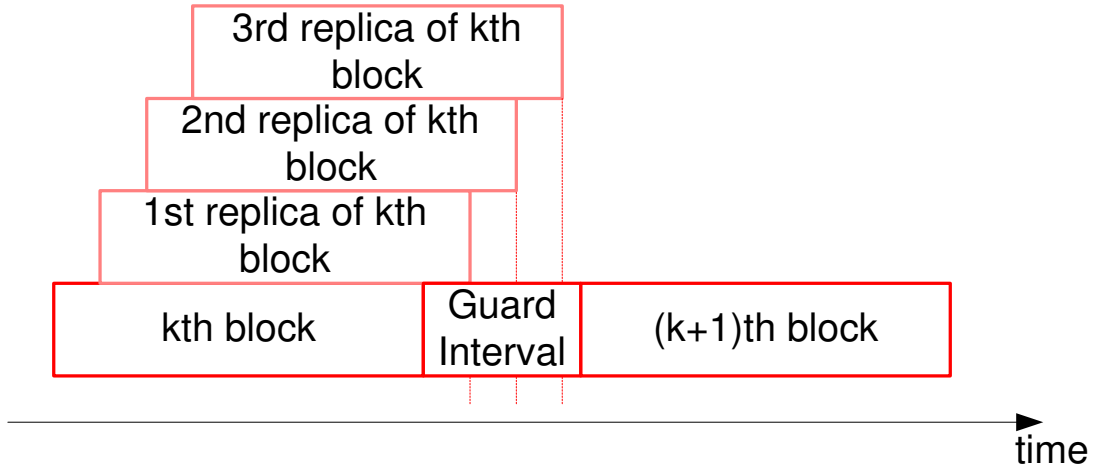 3rd replica of kth
block
2nd replica of kth
block
1st replica of kth
block
kth block
Guard
Interval
(k+1)th block
time